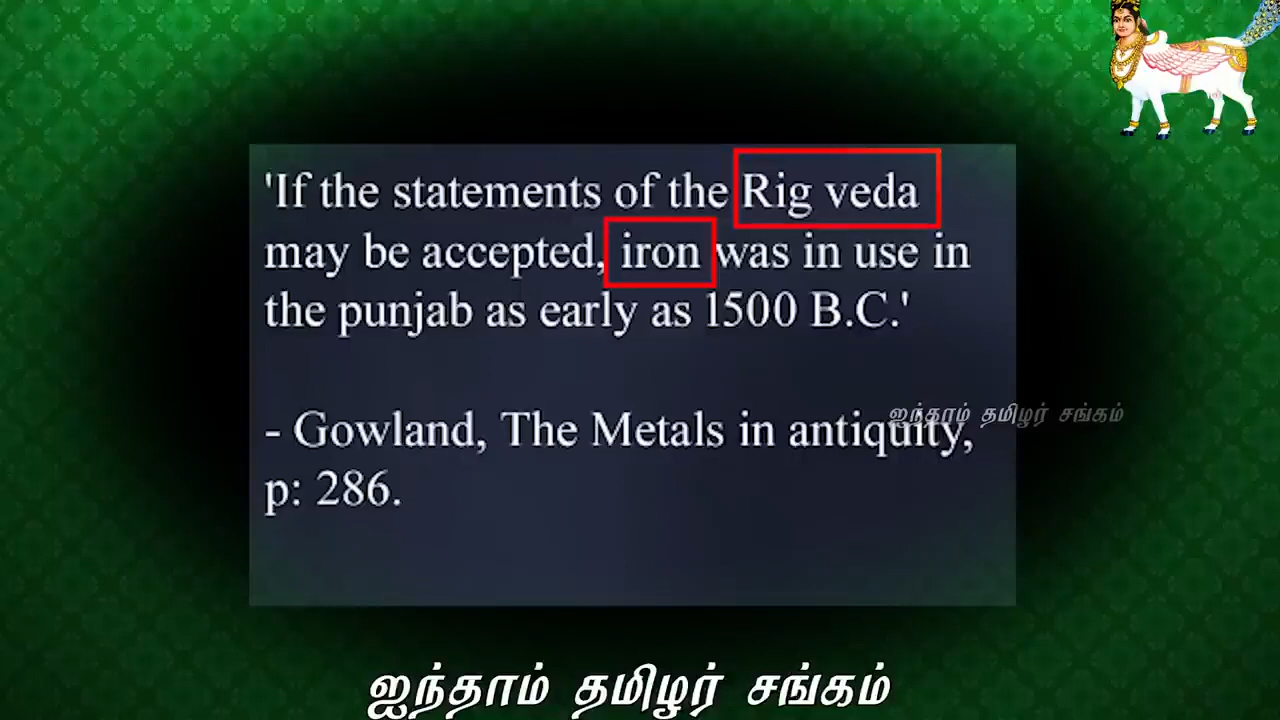 'If the statements of the Rig veda
may be accepted, iron was in use in
the punjab as early as 1500 B.C.'
- Gowland, The Metals in antiquity,
p: 286.
ஐந்தாம் தமிழர் சங்கம்
ஐந்தாம் தமிழர் சங்கம்